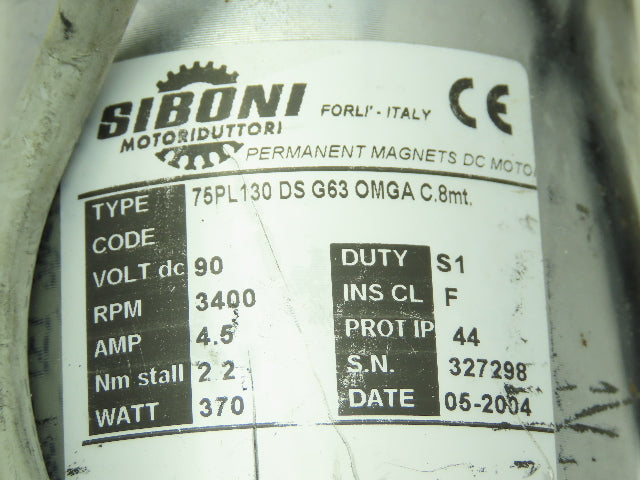 SIBONI
MOTORIDUTTORI
FORLI' - ITALY
CE
PERMANENT MAGNETS DC MOTO
TYPE 75PL130 DS G63 OMGA C.8mt.
CODE
VOLT dc 90
RPM 3400
AMP 4.5
Nm stall 2.2
WATT 370
DUTY S1
INS CL F
PROT IP 44
S.N. 327298
DATE 05-2004